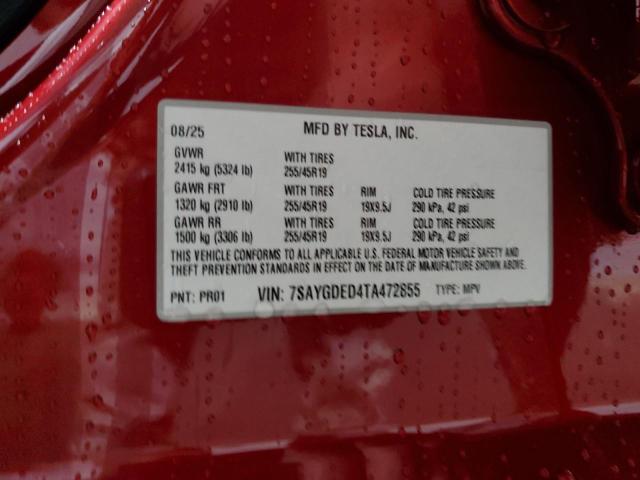 08/25 MFD BY TESLA, INC.
GVWR WITH TIRES
2415 kg (5324 lb) 255/45R19
GAWR FRT WITH TIRES RIM COLD TIRE PRESSURE
1320 kg (2910 lb) 255/45R19 19X9.5J 290 kPa, 42 psi
GAWR RR WITH TIRES RIM COLD TIRE PRESSURE
1500 kg (3306 lb) 255/45R19 19X9.5J 290 kPa, 42 psi
THIS VEHICLE CONFORMS TO ALL APPLICABLE U.S. FEDERAL MOTOR VEHICLE SAFETY AND
THEFT PREVENTION STANDARDS IN EFFECT ON THE DATE OF MANUFACTURE SHOWN ABOVE.
PNT: PR01 VIN: 7SAYGDED4TA472855 TYPE: MPV